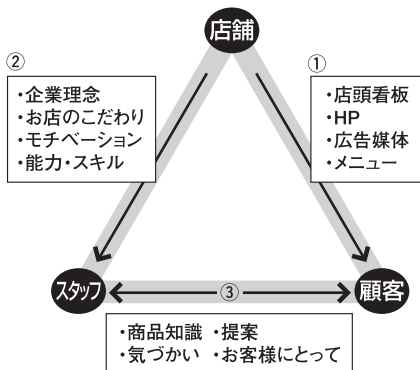 店舗
②
・企業理念
・お店のこだわり
・モチベーション
・能力・スキル
①
・店頭看板
・HP
・広告媒体
・メニュー
スタッフ
③
顧客
・商品知識 ・提案
・気づかい ・お客様にとって